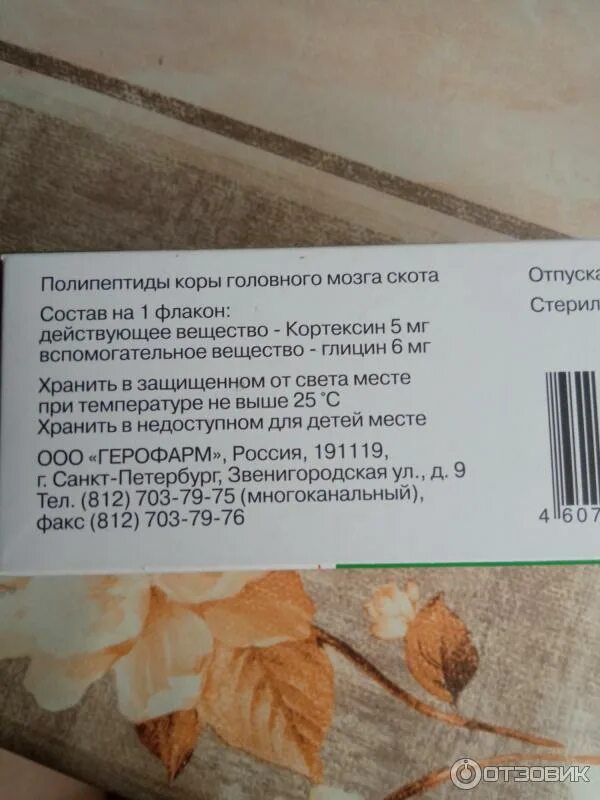 Полипептиды коры головного мозга скота
Состав на 1 флакон:
действующее вещество - Кортексин 5 мг
вспомогательное вещество - глицин 6 мг
Хранить в защищенном от света месте
при температуре не выше 25 °C
Хранить в недоступном для детей месте
ООО «ГЕРОФАРМ», Россия, 191119,
г. Санкт-Петербург, Звенигородская ул., д. 9
Тел. (812) 703-79-75 (многоканальный),
факс (812) 703-79-76
Отпуска
Стерил
4 607
ОТЗОВИК